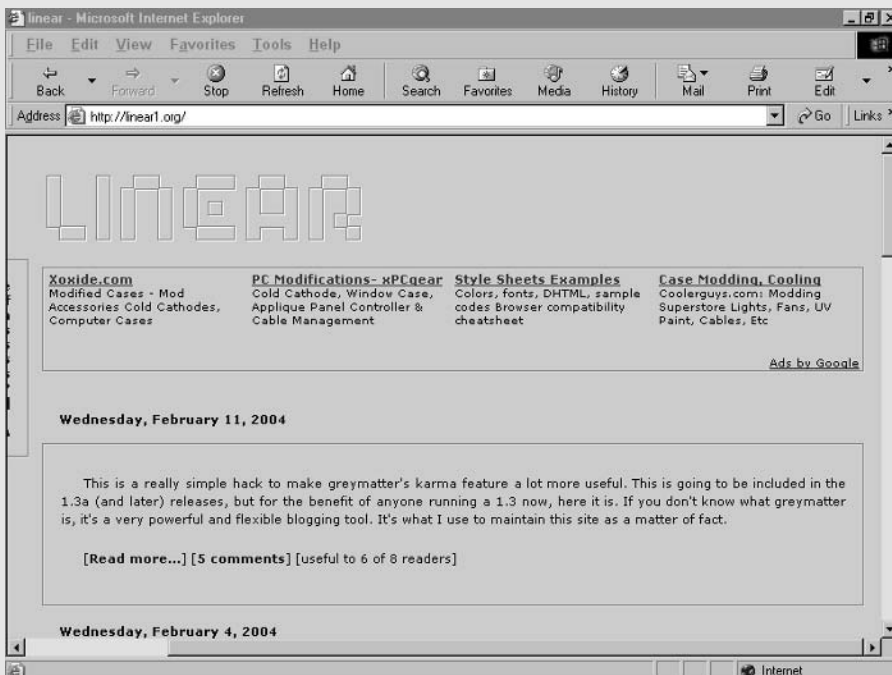 linear - Microsoft Internet Explorer
File Edit View Favorites Tools Help
Back Forward Stop Refresh Home Search Favorites Media History Mail Print Edit
Address http://linear1.org/ Go Links
LINEAR
Xoxide.com
Modified Cases - Mod
Accessories Cold Cathodes,
Computer Cases
PC Modifications- xPCgear
Cold Cathode, Window Case,
Applique Panel Controller &
Cable Management
Style Sheets Examples
Colors, fonts, DHTML, sample
codes Browser compatibility
cheatsheet
Case Modding, Cooling
Coolerguys.com: Modding
Superstore Lights, Fans, UV
Paint, Cables, Etc
Ads by Google
Wednesday, February 11, 2004
This is a really simple hack to make greymatter's karma feature a lot more useful. This is going to be included in the
1.3a (and later) releases, but for the benefit of anyone running a 1.3 now, here it is. If you don't know what greymatter
is, it's a very powerful and flexible blogging tool. It's what I use to maintain this site as a matter of fact.
[Read more...] [5 comments] [useful to 6 of 8 readers]
Wednesday, February 4, 2004
Internet